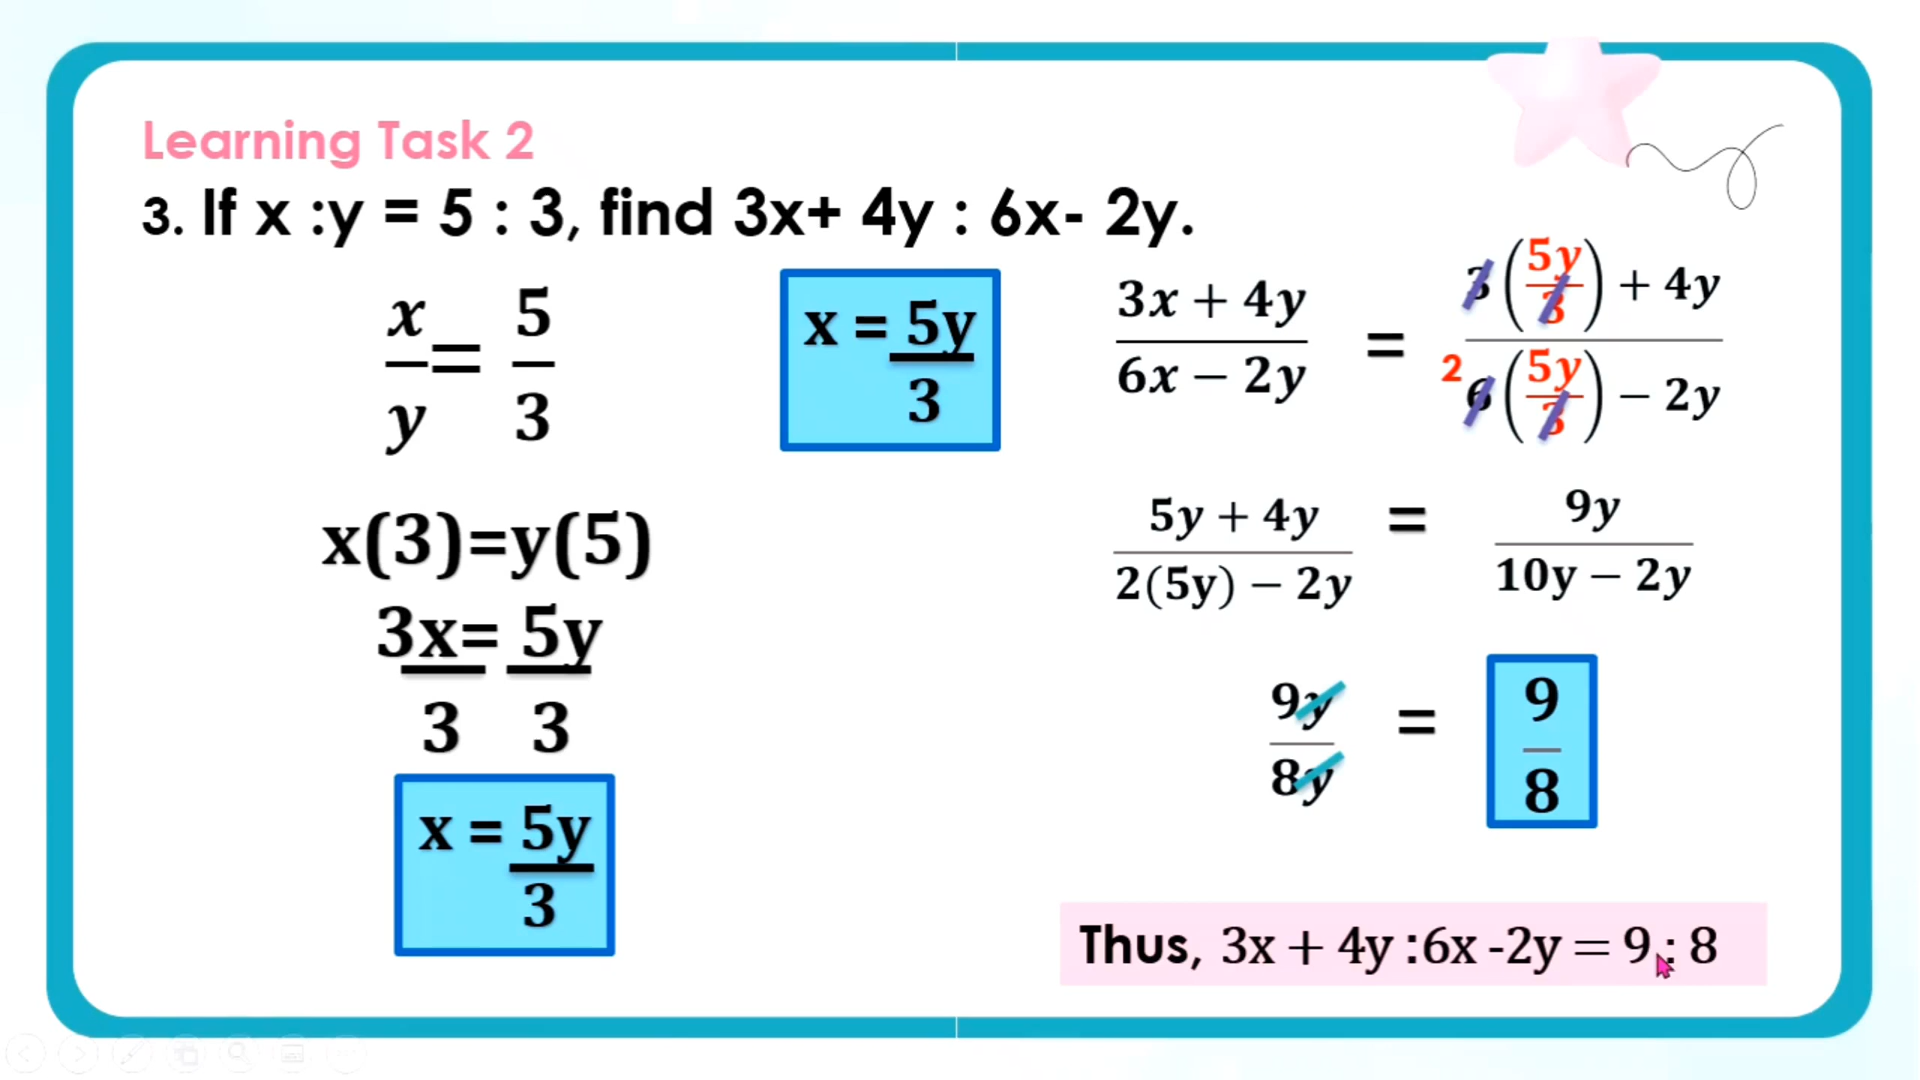 Learning Task 2
3. If x :y = 5 : 3, find 3x+ 4y : 6x- 2y.
x/y = 5/3
x(3)=y(5)
3x= 5y
3 3
x = 5y
3
x = 5y
3
3x + 4y / 6x − 2y = 3(5y/3) + 4y / 2 6(5y/3) − 2y
5y + 4y / 2(5y) − 2y = 9y / 10y − 2y
9y / 8y = 9/8
Thus, 3x + 4y :6x -2y = 9 : 8